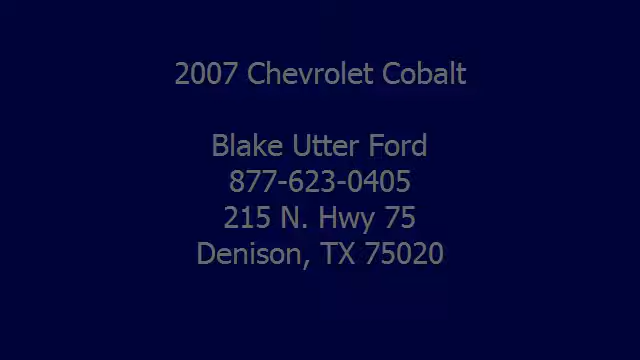 2007 Chevrolet Cobalt
Blake Utter Ford
877-623-0405
215 N. Hwy 75
Denison, TX 75020